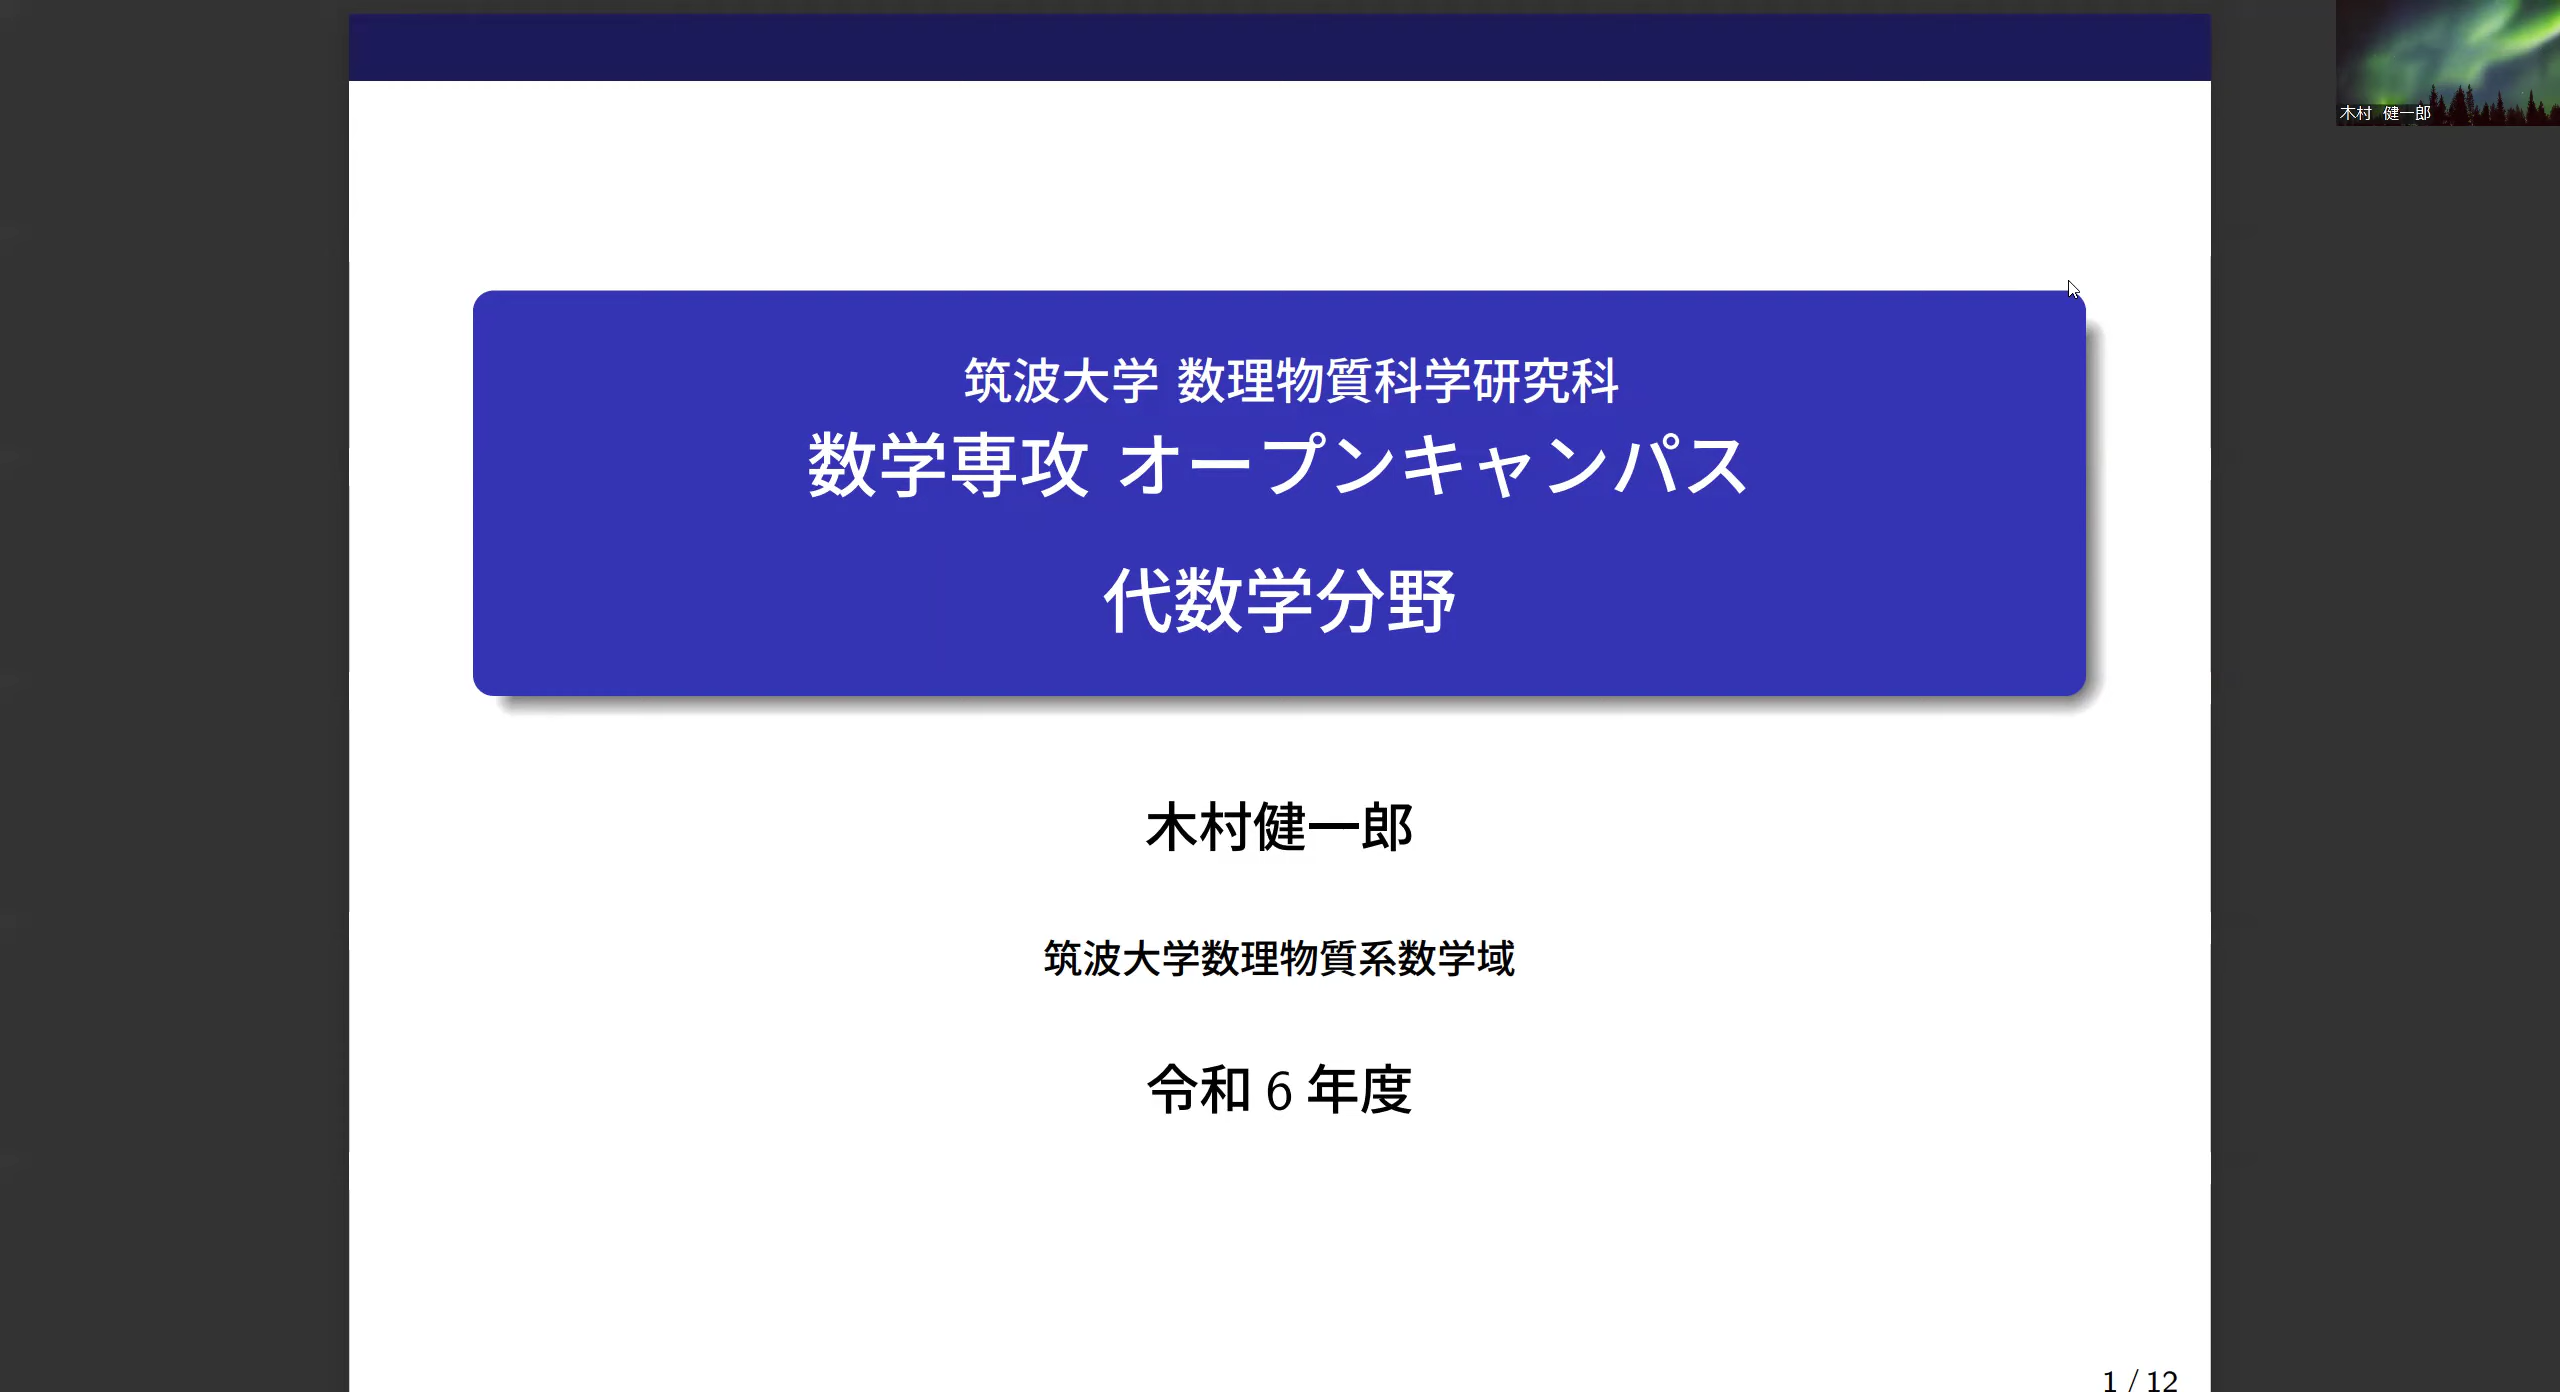 木村 健一郎
筑波大学 数理物質科学研究科
数学専攻 オープンキャンパス
代数学分野
木村健一郎
筑波大学数理物質系数学域
令和 6 年度
1 / 12